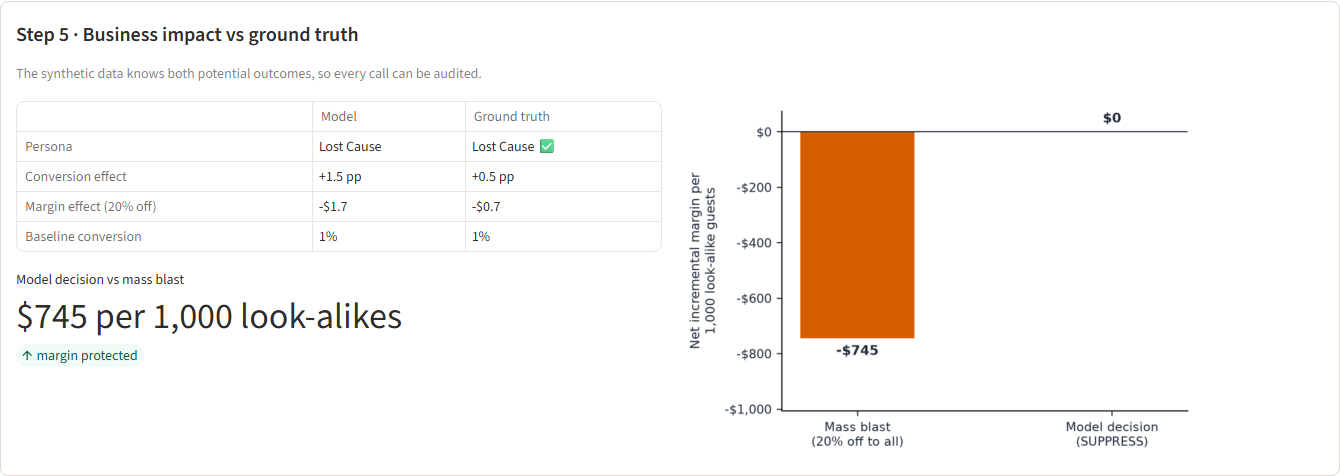 Step 5 · Business impact vs ground truth
The synthetic data knows both potential outcomes, so every call can be audited.
Model Ground truth
Persona Lost Cause Lost Cause ✅
Conversion effect +1.5 pp +0.5 pp
Margin effect (20% off) -$1.7 -$0.7
Baseline conversion 1% 1%
Model decision vs mass blast
$745 per 1,000 look-alikes
↑ margin protected
Net incremental margin per
1,000 look-alike guests
$0
-$200
-$400
-$600
-$800
-$1,000
-$745
$0
Mass blast
(20% off to all)
Model decision
(SUPPRESS)